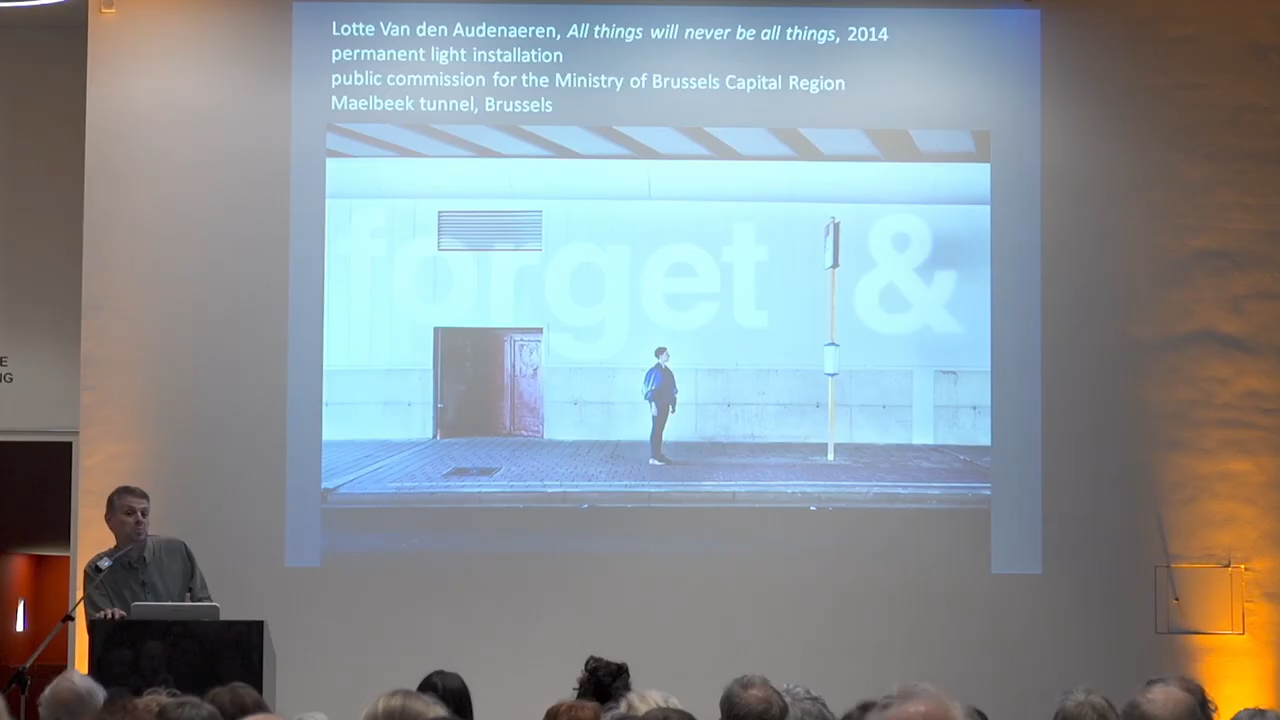 Lotte Van den Audenaeren, All things will never be all things, 2014
permanent light installation
public commission for the Ministry of Brussels Capital Region
Maelbeek tunnel, Brussels
forget &
E
NG